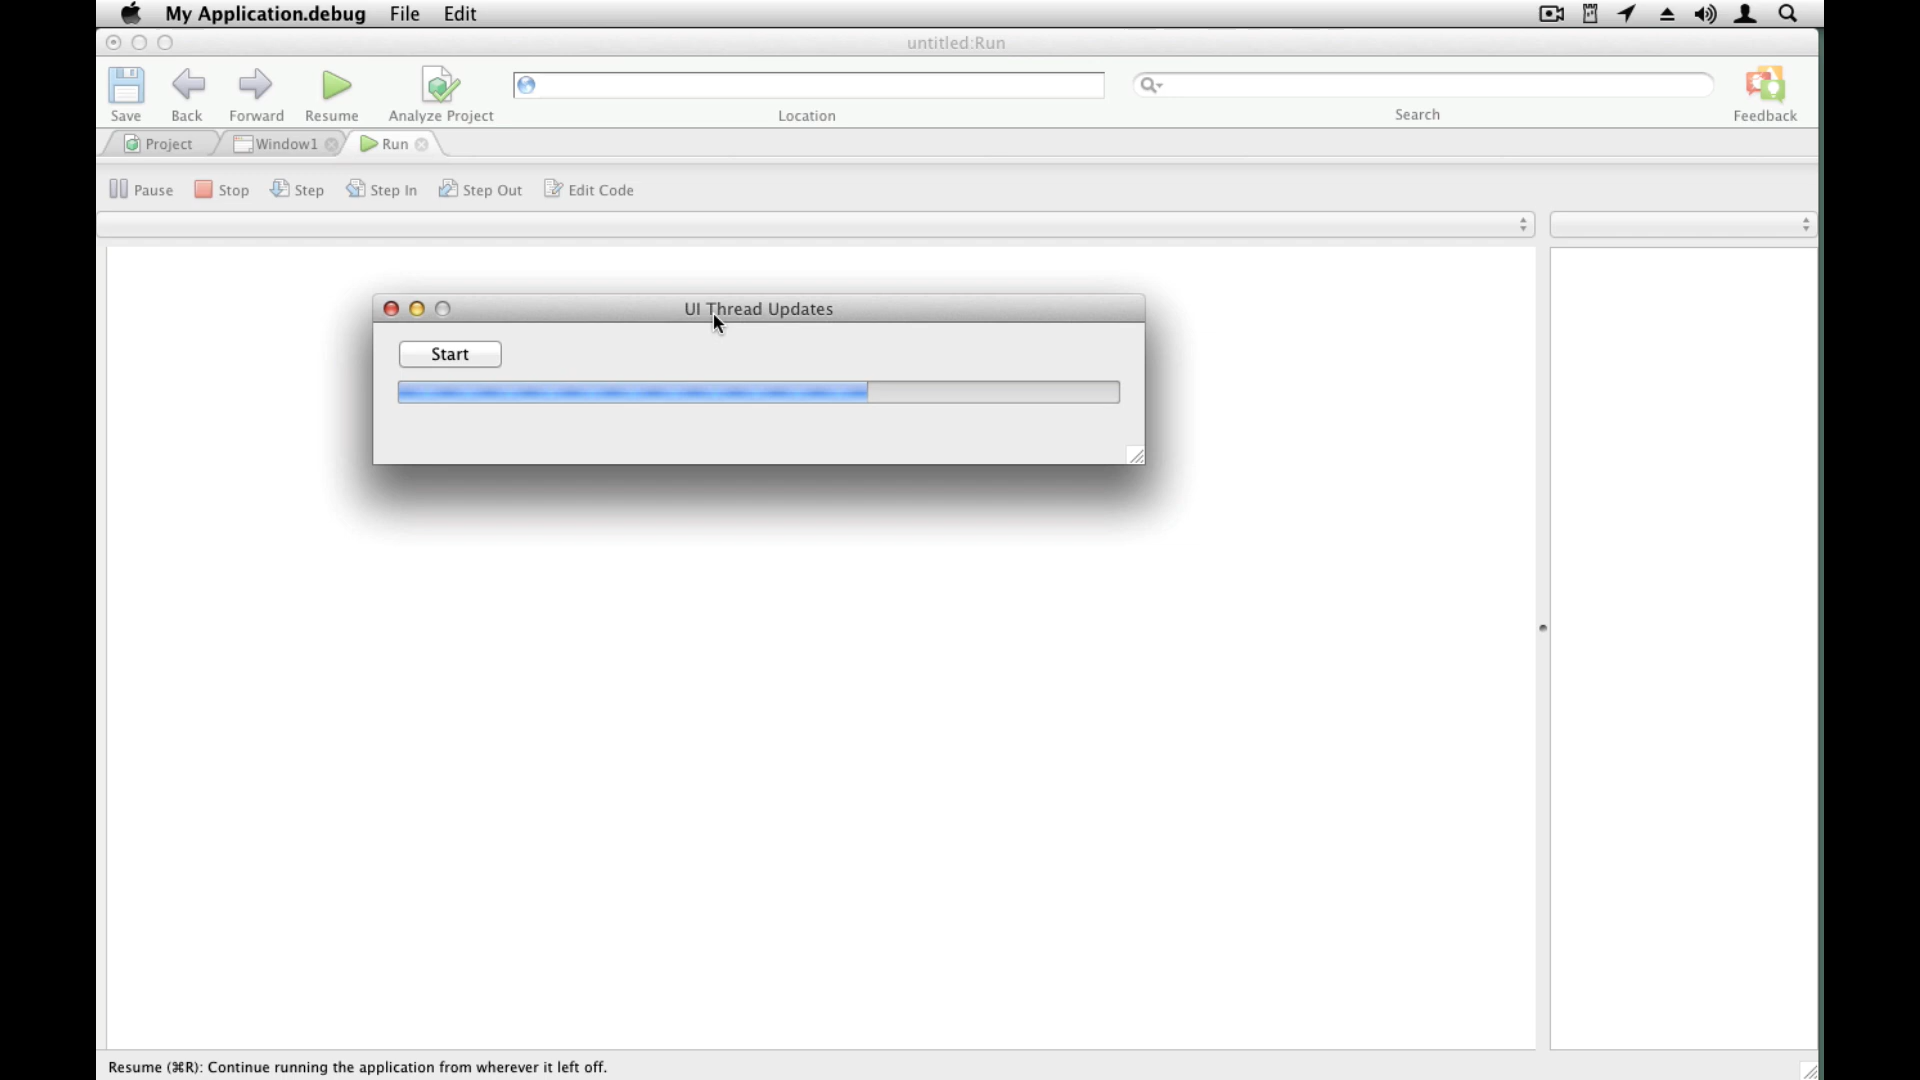 My Application.debug File Edit
untitled:Run
Save Back Forward Resume Analyze Project Location Search Feedback
Project Window1 Run
Pause Stop Step Step In Step Out Edit Code
UI Thread Updates
Start
Resume (⌘R): Continue running the application from wherever it left off.